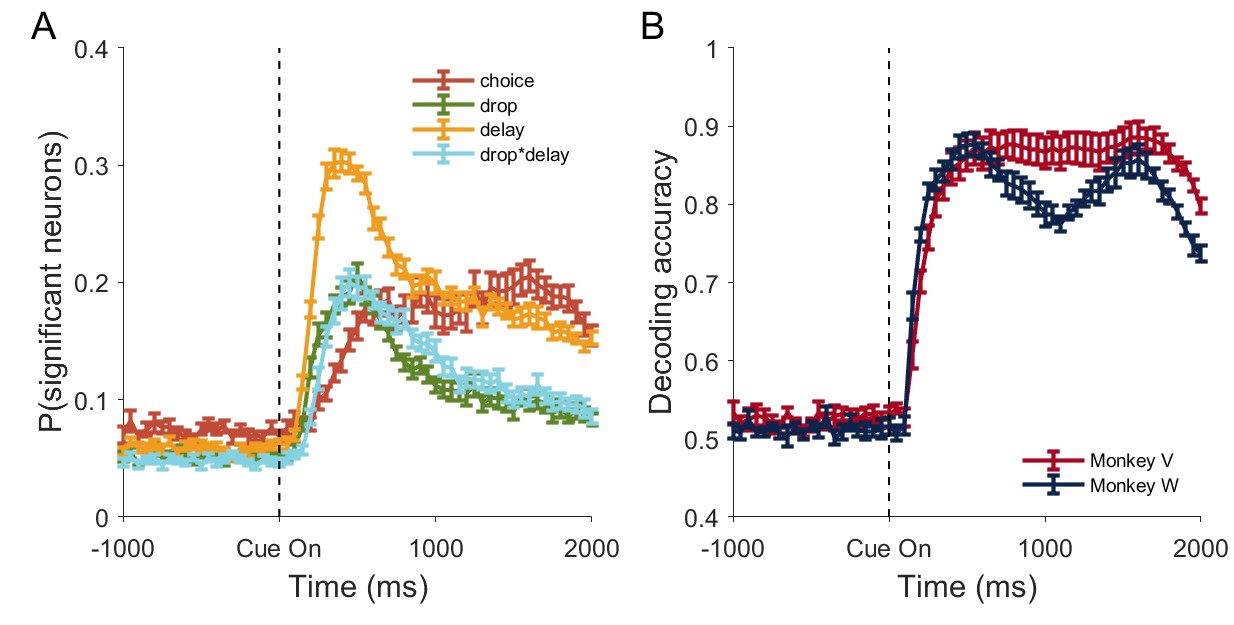 A
P(significant neurons)
0.4
0.3
0.2
0.1
0
choice
drop
delay
drop*delay
-1000
Cue On
1000
2000
Time (ms)
B
Decoding accurracy
1
0.9
0.8
0.7
0.6
0.5
0.4
Monkey V
Monkey W
-1000
Cue On
1000
2000
Time (ms)